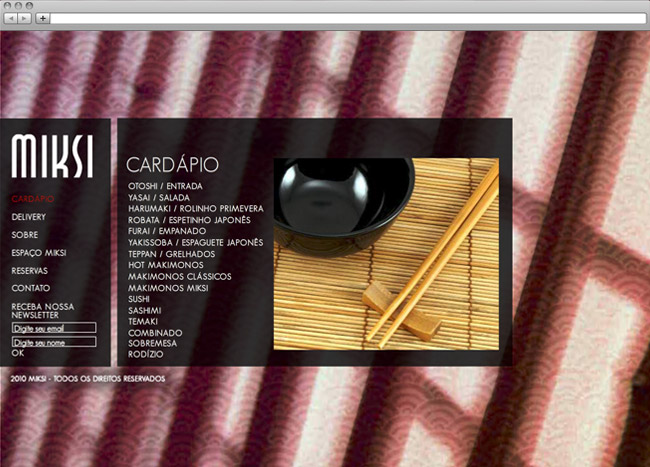 MIKSI
CARDÁPIO
DELIVERY
SOBRE
ESPAÇO MIKSI
RESERVAS
CONTATO
RECEBA NOSSA
NEWSLETTER
Digite seu email
Digite seu nome
OK
CARDÁPIO
OTOSHI / ENTRADA
YASAI / SALADA
HARUMAKI / ROLINHO PRIMEVERA
ROBATA / ESPETINHO JAPONÊS
FURAI / EMPANADO
YAKISSOBA / ESPAGUETE JAPONÊS
TEPPAN / GRELHADOS
HOT MAKIMONOS
MAKIMONOS CLÁSSICOS
MAKIMONOS MIKSI
SUSHI
SASHIMI
TEMAKI
COMBINADO
SOBREMESA
RODÍZIO
2010 MIKSI - TODOS OS DIREITOS RESERVADOS